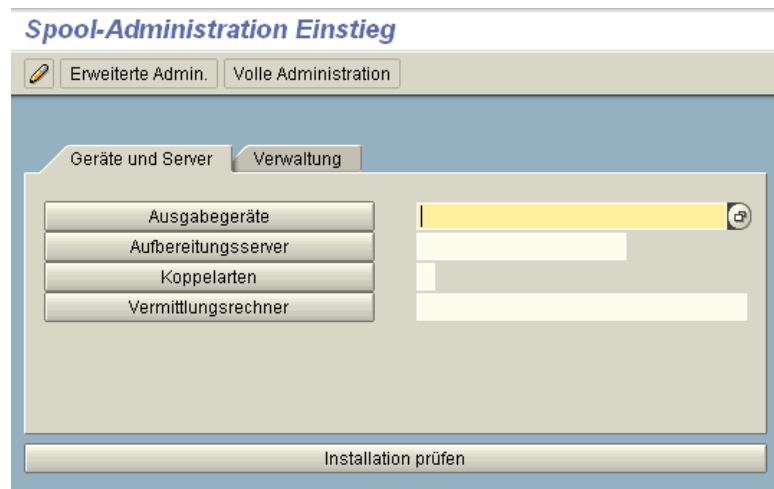 Spool-Administration Einstieg
Erweiterte Admin. Volle Administration
Geräte und Server Verwaltung
Ausgabegeräte
Aufbereitungsserver
Koppelarten
Vermittlungsrechner
Installation prüfen